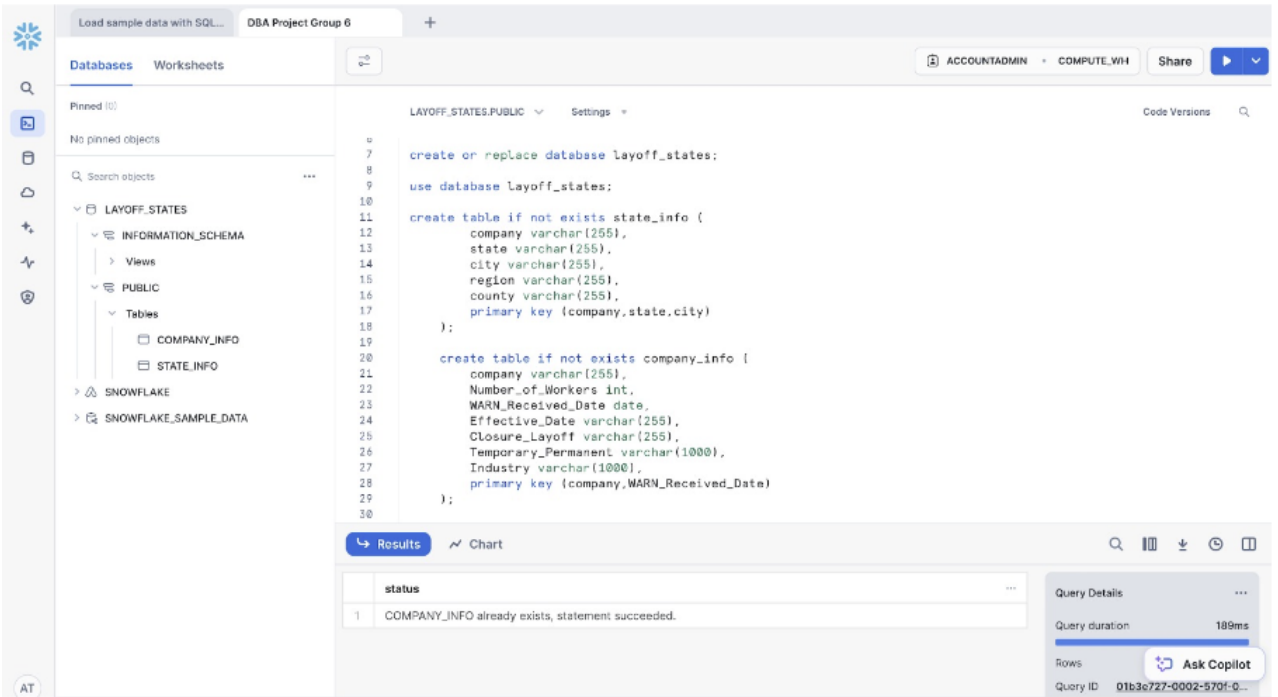 Load sample data with SQL...
DBA Project Group 6
+
Databases
Worksheets
ACCOUNTADMIN
COMPUTE_WH
Share
Pinned (0)
No pinned objects
Search objects
...
LAYOFF_STATES
INFORMATION_SCHEMA
Views
PUBLIC
Tables
COMPANY_INFO
STATE_INFO
SNOWFLAKE
SNOWFLAKE_SAMPLE_DATA
AT
LAYOFF_STATES.PUBLIC
Settings
Code Versions
6
7 create or replace database layoff_states;
8
9 use database layoff_states;
10
11 create table if not exists state_info (
12 company varchar(255),
13 state varchar(255),
14 city varchar(255),
15 region varchar(255),
16 county varchar(255),
17 primary key (company,state,city)
18 );
19
20 create table if not exists company_info (
21 company varchar(255),
22 Number_of_Workers int,
23 WARN_Received_Date date,
24 Effective_Date varchar(255),
25 Closure_Layoff varchar(255),
26 Temporary_Permanent varchar(1000),
27 Industry varchar(1000),
28 primary key (company,WARN_Received_Date)
29 );
30
Results
Chart
status
...
1 COMPANY_INFO already exists, statement succeeded.
Query Details
...
Query duration 189ms
Rows
Ask Copilot
Query ID 01b3e727-0002-570f-0...